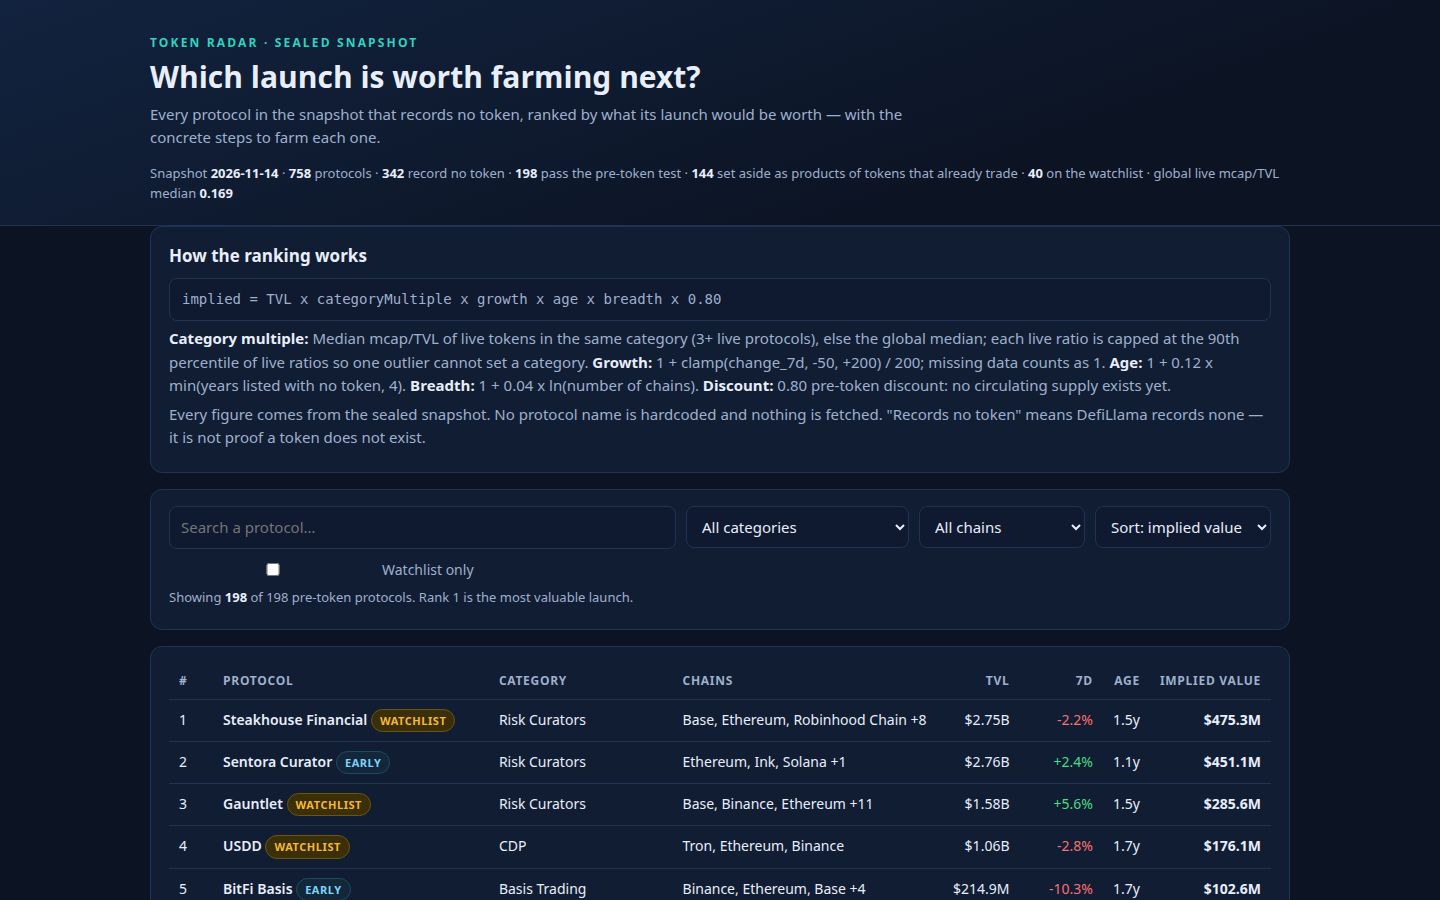 TOKEN RADAR · SEALED SNAPSHOT
Which launch is worth farming next?
Every protocol in the snapshot that records no token, ranked by what its launch would be worth — with the
concrete steps to farm each one.
Snapshot 2026-11-14 · 758 protocols · 342 record no token · 198 pass the pre-token test · 144 set aside as products of tokens that already trade · 40 on the watchlist · global live mcap/TVL
median 0.169
How the ranking works
implied = TVL x categoryMultiple x growth x age x breadth x 0.80
Category multiple: Median mcap/TVL of live tokens in the same category (3+ live protocols), else the global median; each live ratio is capped at the 90th
percentile of live ratios so one outlier cannot set a category. Growth: 1 + clamp(change_7d, -50, +200) / 200; missing data counts as 1. Age: 1 + 0.12 x
min(years listed with no token, 4). Breadth: 1 + 0.04 x ln(number of chains). Discount: 0.80 pre-token discount: no circulating supply exists yet.
Every figure comes from the sealed snapshot. No protocol name is hardcoded and nothing is fetched. "Records no token" means DefiLlama records none —
it is not proof a token does not exist.
Search a protocol... All categories All chains Sort: implied value
Watchlist only
Showing 198 of 198 pre-token protocols. Rank 1 is the most valuable launch.
# PROTOCOL CATEGORY CHAINS TVL 7D AGE IMPLIED VALUE
1 Steakhouse Financial WATCHLIST Risk Curators Base, Ethereum, Robinhood Chain +8 $2.75B -2.2% 1.5y $475.3M
2 Sentora Curator EARLY Risk Curators Ethereum, Ink, Solana +1 $2.76B +2.4% 1.1y $451.1M
3 Gauntlet WATCHLIST Risk Curators Base, Binance, Ethereum +11 $1.58B +5.6% 1.5y $285.6M
4 USDD WATCHLIST CDP Tron, Ethereum, Binance $1.06B -2.8% 1.7y $176.1M
5 BitFi Basis EARLY Basis Trading Binance, Ethereum, Base +4 $214.9M -10.3% 1.7y $102.6M